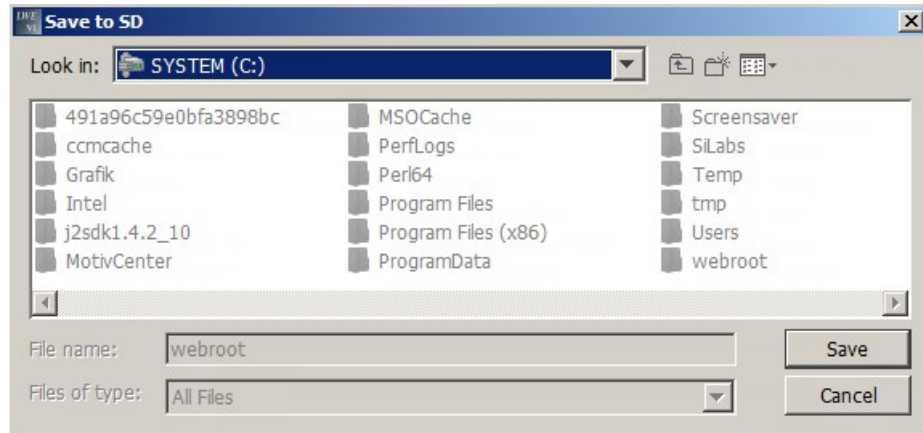 DVE VL Save to SD
Look in: SYSTEM (C:)
491a96c59e0bfa3898bc MSOCache Screensaver
ccmcache PerfLogs SiLabs
Grafik Perl64 Temp
Intel Program Files tmp
j2sdk1.4.2_10 Program Files (x86) Users
MotivCenter ProgramData webroot
File name: webroot Save
Files of type: All Files Cancel